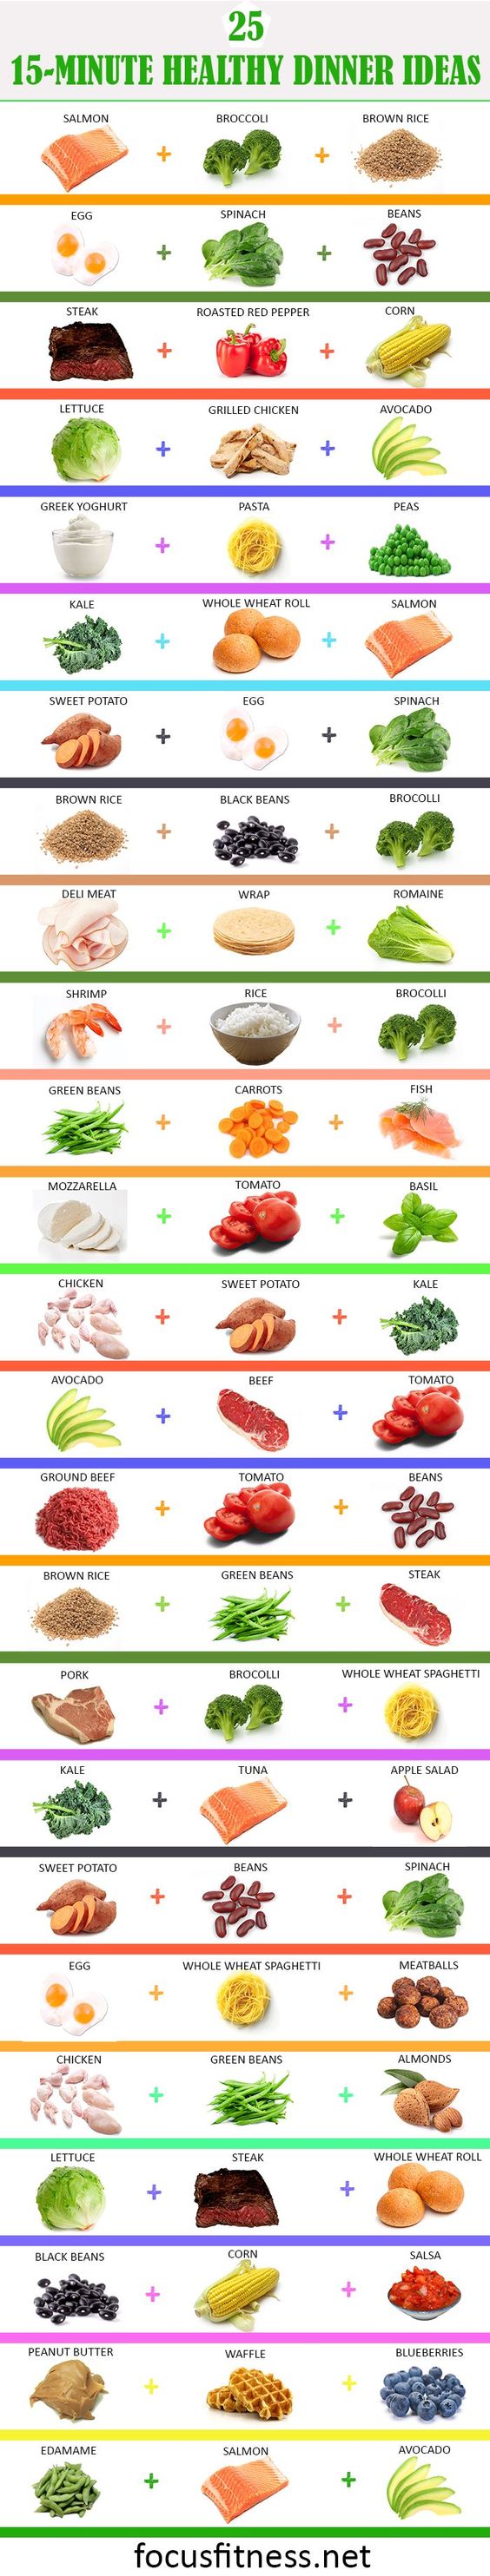 25
15-MINUTE HEALTHY DINNER IDEAS
SALMON + BROCCOLI + BROWN RICE
EGG + SPINACH + BEANS
STEAK + ROASTED RED PEPPER + CORN
LETTUCE + GRILLED CHICKEN + AVOCADO
GREEK YOGHURT + PASTA + PEAS
KALE + WHOLE WHEAT ROLL + SALMON
SWEET POTATO + EGG + SPINACH
BROWN RICE + BLACK BEANS + BROCOLLI
DELI MEAT + WRAP + ROMAINE
SHRIMP + RICE + BROCOLLI
GREEN BEANS + CARROTS + FISH
MOZZARELLA + TOMATO + BASIL
CHICKEN + SWEET POTATO + KALE
AVOCADO + BEEF + TOMATO
GROUND BEEF + TOMATO + BEANS
BROWN RICE + GREEN BEANS + STEAK
PORK + BROCOLLI + WHOLE WHEAT SPAGHETTI
KALE + TUNA + APPLE SALAD
SWEET POTATO + BEANS + SPINACH
EGG + WHOLE WHEAT SPAGHETTI + MEATBALLS
CHICKEN + GREEN BEANS + ALMONDS
LETTUCE + STEAK + WHOLE WHEAT ROLL
BLACK BEANS + CORN + SALSA
PEANUT BUTTER + WAFFLE + BLUEBERRIES
EDAMAME + SALMON + AVOCADO
focusfitness.net